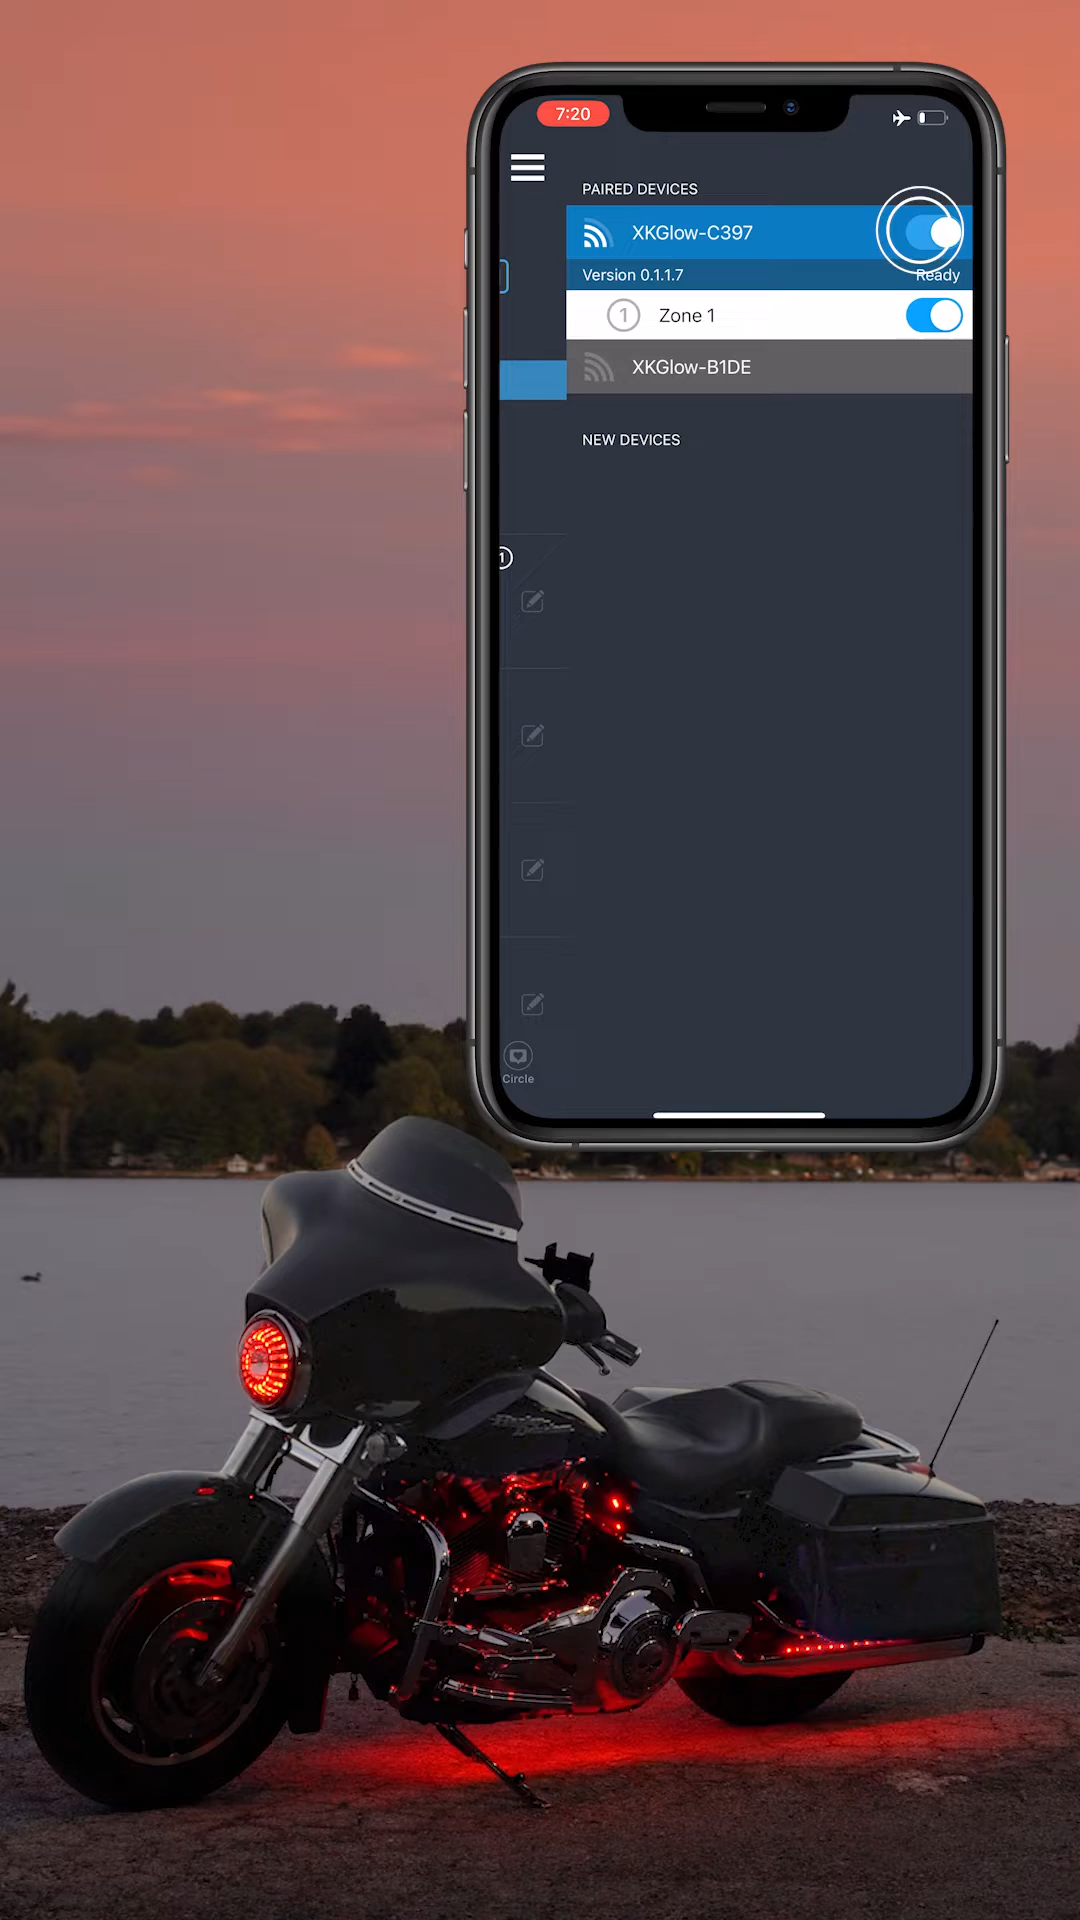 7:20
PAIRED DEVICES
XKGlow-C397
Version 0.1.1.7
Ready
1
Zone 1
XKGlow-B1DE
NEW DEVICES
1
Circle